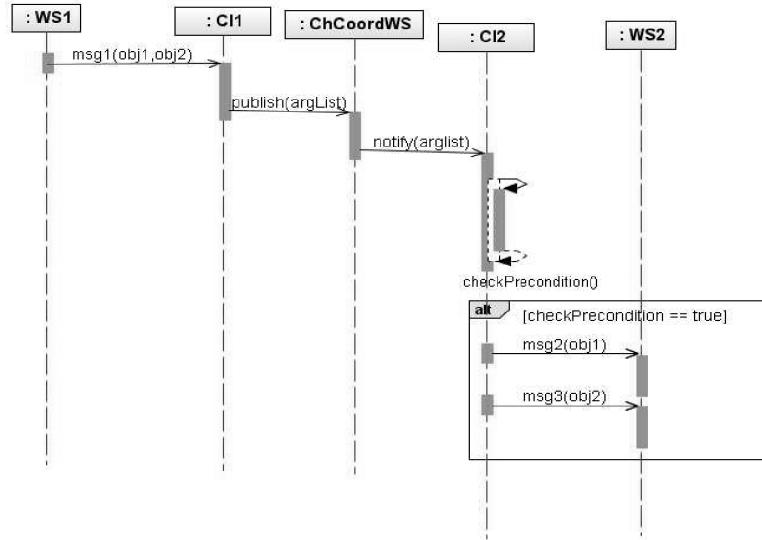 : WS1
: CI1
: ChCoordWS
: CI2
: WS2
msg1(obj1,obj2)
publish(argList)
notify(arglist)
checkPrecondition()
alt
[checkPrecondition == true]
msg2(obj1)
msg3(obj2)